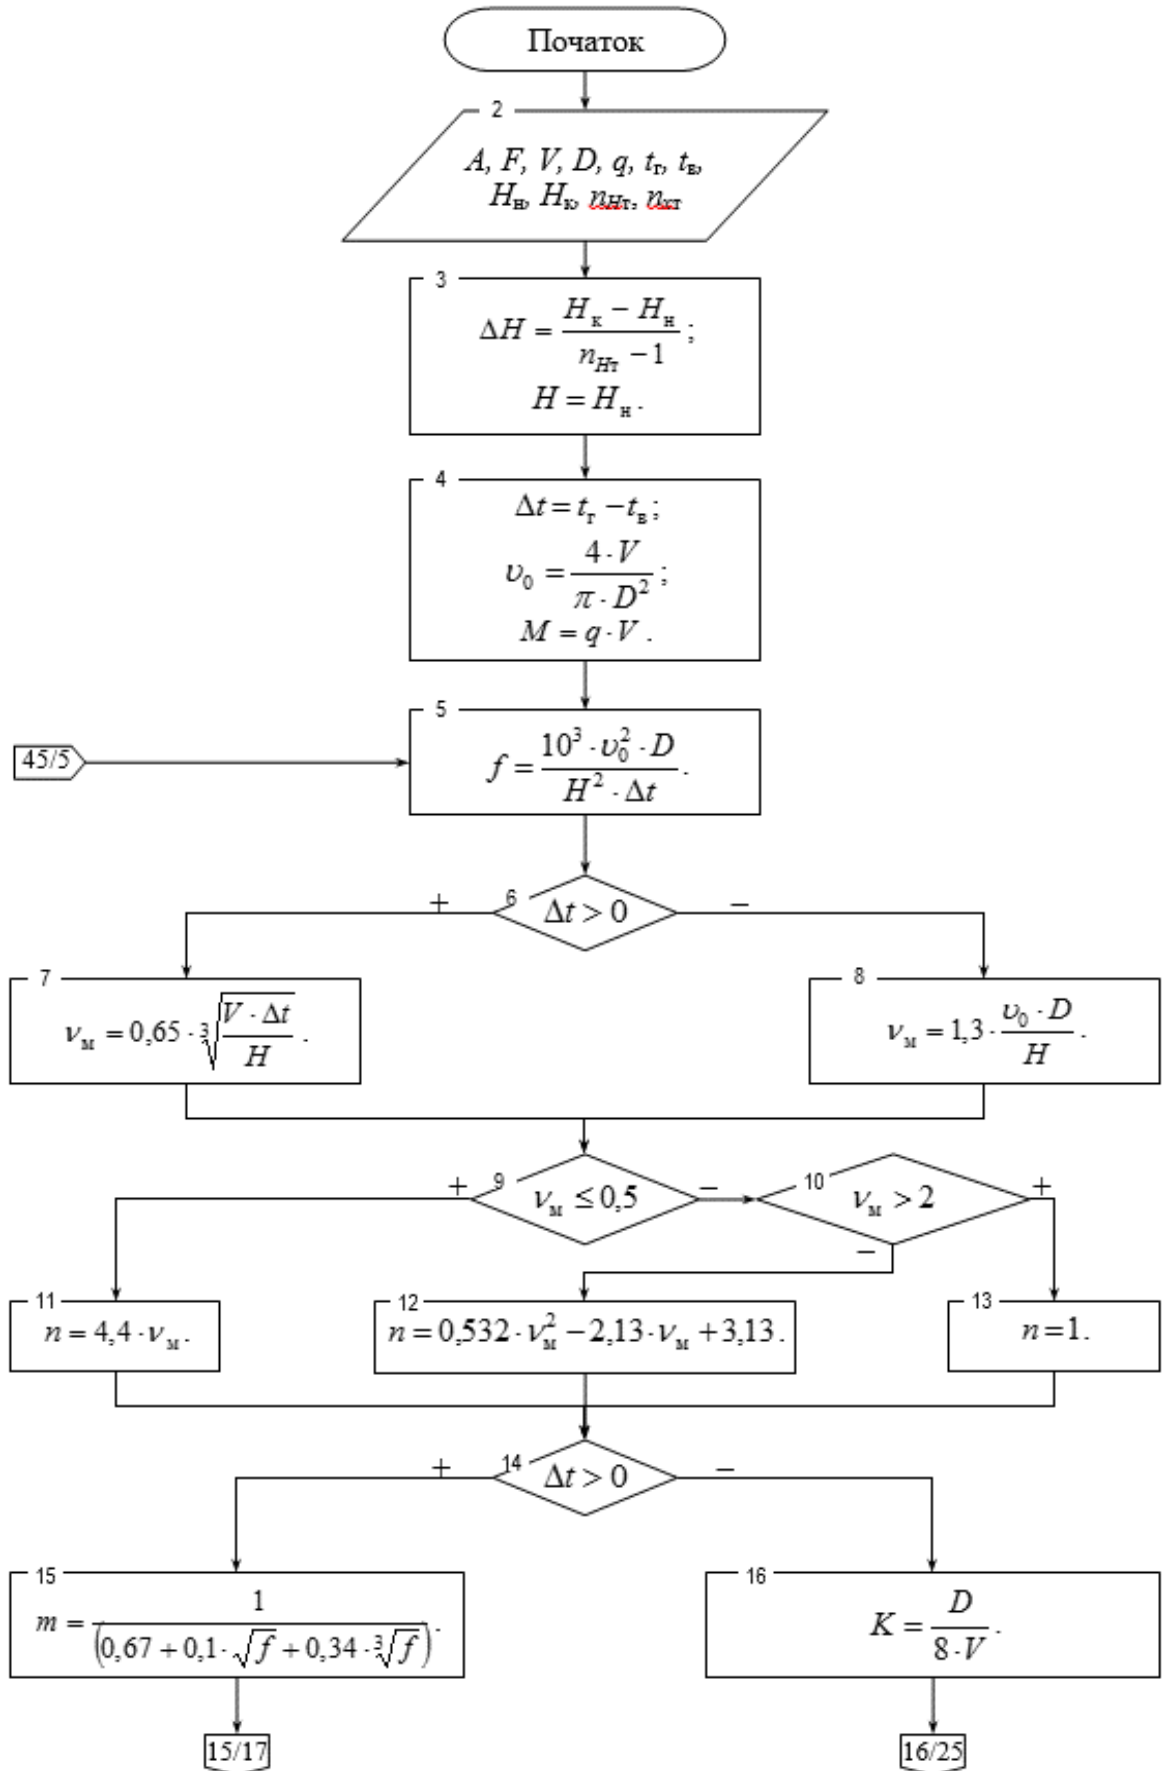 Початок
2
A, F, V, D, q, tг, tв,
Hн, Hк, nHт, nхт
3
ΔH = (Hк − Hн) / (nHт − 1) ;
H = Hн .
4
Δt = tг − tв ;
υ0 = 4 · V / (π · D²) ;
M = q · V .
5
45/5
f = 10³ · υ0² · D / (H² · Δt) .
6
+ Δt > 0 −
7
νм = 0,65 · ∛(V · Δt / H) .
8
νм = 1,3 · υ0 · D / H .
9
+ νм ≤ 0,5 −
10
νм > 2 +
−
11
n = 4,4 · νм .
12
n = 0,532 · νм² − 2,13 · νм + 3,13 .
13
n = 1 .
14
+ Δt > 0 −
15
m = 1 / (0,67 + 0,1 · √f + 0,34 · ∛f) .
16
K = D / (8 · V) .
15/17
16/25